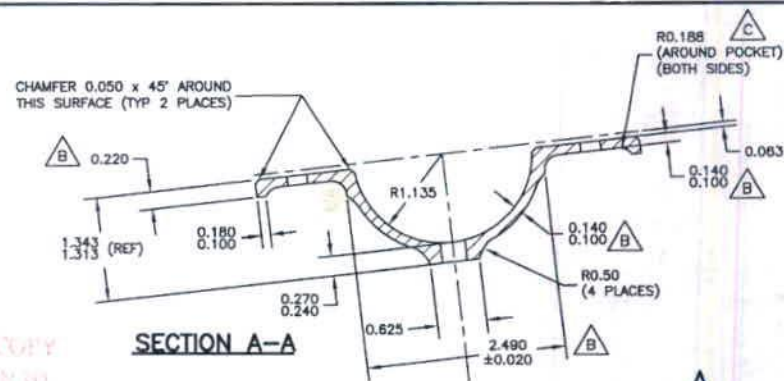 C
R0.188
(AROUND POCKET)
(BOTH SIDES)
CHAMFER 0.050 x 45° AROUND
THIS SURFACE (TYP 2 PLACES)
B
0.220
0.063
0.140
0.100
B
R1.135
0.180
0.100
0.140
0.100
B
1.343
1.313
(REF)
R0.50
(4 PLACES)
0.270
0.240
0.625
2.490
±0.020
B
SECTION A-A
COPY